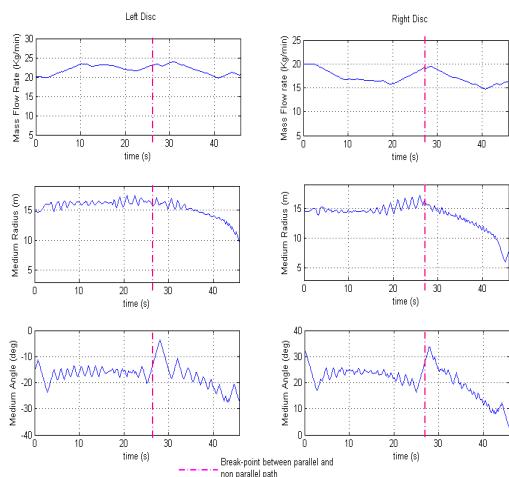 Left Disc
Right Disc
30
25
20
15
10
5
0 10 20 30 40
Mass Flow Rate (Kg/min)
time (s)
25
20
15
10
5
0 10 20 30 40
Mass Flow rate (Kg/min)
time (s)
15
10
5
0 10 20 30 40
Medium Radius (m)
time (s)
15
10
5
0 10 20 30 40
Medium Radius (m)
time (s)
0
-10
-20
-30
-40
0 10 20 30 40
Medium Angle (deg)
time (s)
40
30
20
10
0
0 10 20 30 40
Medium Angle (deg)
time (s)
Break-point between parallel and
non parallel path